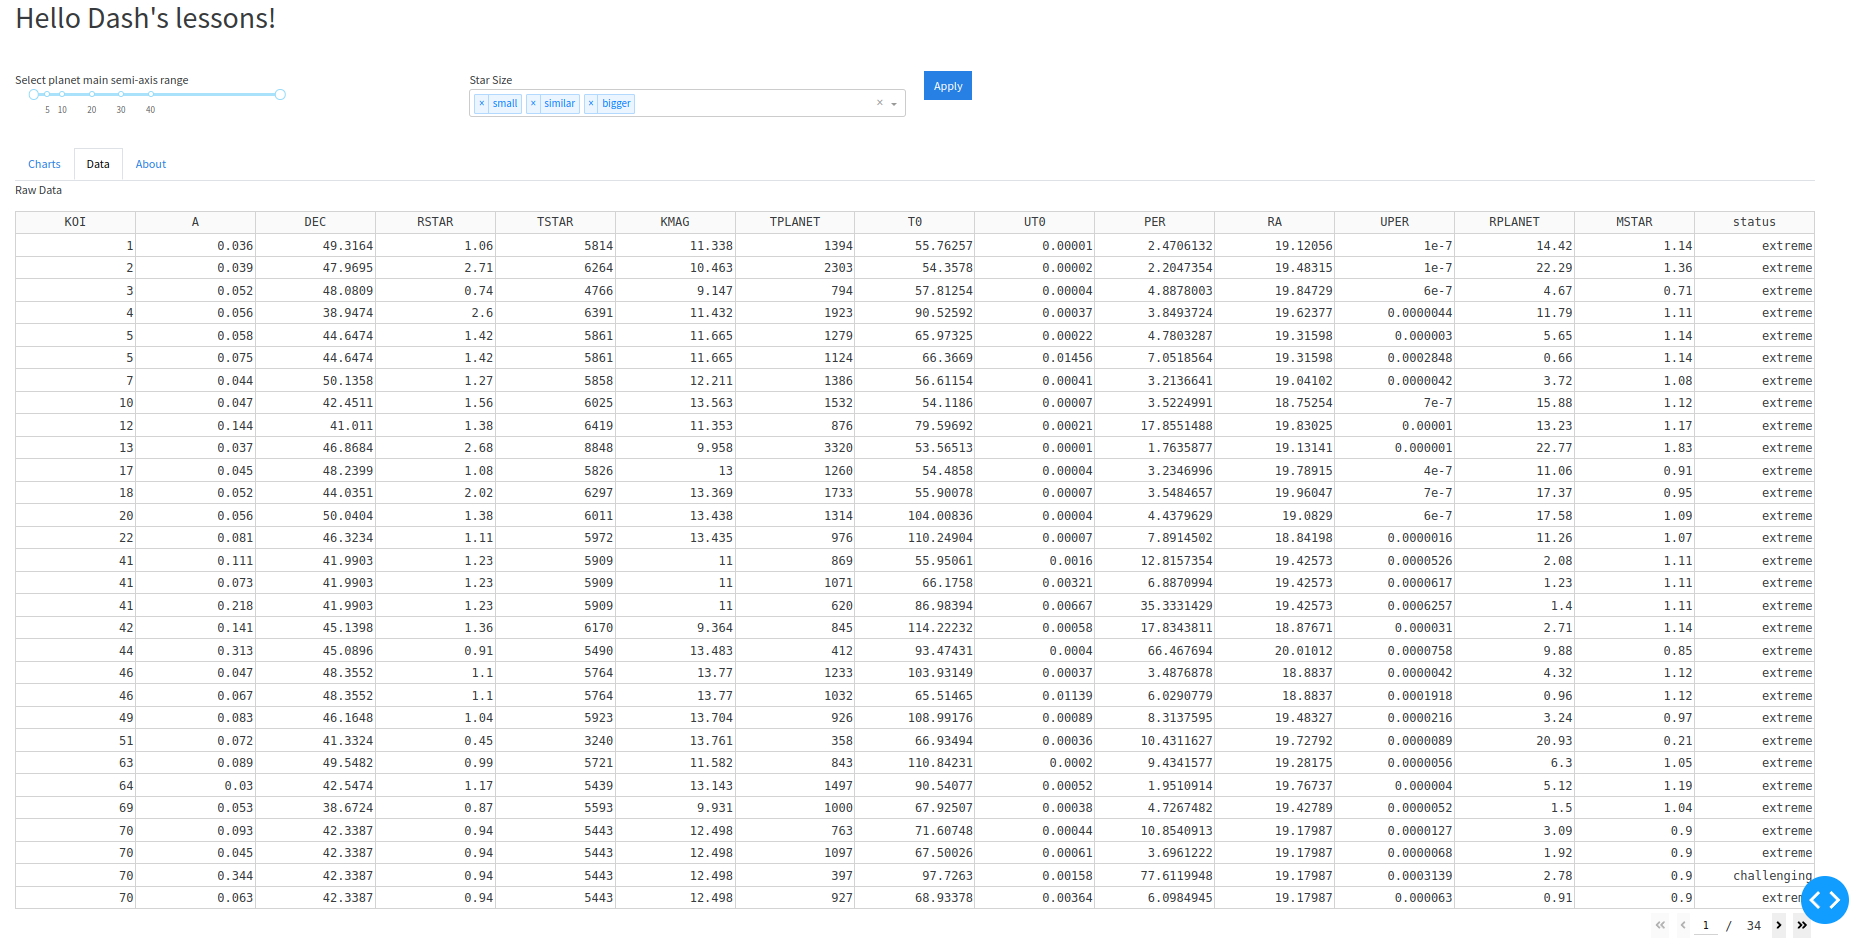 Hello Dash's lessons!
Select planet main semi-axis range
5 10 20 30 40
Star Size
× small × similar × bigger ×
Apply
Charts Data About
Raw Data
KOI A DEC RSTAR TSTAR KMAG TPLANET T0 UT0 PER RA UPER RPLANET MSTAR status
1 0.036 49.3164 1.06 5814 11.338 1394 55.76257 0.00001 2.4706132 19.12056 1e-7 14.42 1.14 extreme
2 0.039 47.9695 2.71 6264 10.463 2303 54.3578 0.00002 2.2047354 19.48315 1e-7 22.29 1.36 extreme
3 0.052 48.0809 0.74 4766 9.147 794 57.81254 0.00004 4.8878003 19.84729 6e-7 4.67 0.71 extreme
4 0.056 38.9474 2.6 6391 11.432 1923 90.52592 0.00037 3.8493724 19.62377 0.0000044 11.79 1.11 extreme
5 0.058 44.6474 1.42 5861 11.665 1279 65.97325 0.00022 4.7803287 19.31598 0.000003 5.65 1.14 extreme
5 0.075 44.6474 1.42 5861 11.665 1124 66.3669 0.01456 7.0518564 19.31598 0.0002848 0.66 1.14 extreme
7 0.044 50.1358 1.27 5858 12.211 1386 56.61154 0.00041 3.2136641 19.04102 0.0000042 3.72 1.08 extreme
10 0.047 42.4511 1.56 6025 13.563 1532 54.1186 0.00007 3.5224991 18.75254 7e-7 15.88 1.12 extreme
12 0.144 41.011 1.38 6419 11.353 876 79.59692 0.00021 17.8551488 19.83025 0.00001 13.23 1.17 extreme
13 0.037 46.8684 2.68 8848 9.958 3320 53.56513 0.00001 1.7635877 19.13141 0.000001 22.77 1.83 extreme
17 0.045 48.2399 1.08 5826 13 1260 54.4858 0.00004 3.2346996 19.78915 4e-7 11.06 0.91 extreme
18 0.052 44.0351 2.02 6297 13.369 1733 55.90078 0.00007 3.5484657 19.96047 7e-7 17.37 0.95 extreme
20 0.056 50.0404 1.38 6011 13.438 1314 104.00836 0.00004 4.4379629 19.0829 6e-7 17.58 1.09 extreme
22 0.081 46.3234 1.11 5972 13.435 976 110.24904 0.00007 7.8914502 18.84198 0.0000016 11.26 1.07 extreme
41 0.111 41.9903 1.23 5909 11 869 55.95061 0.0016 12.8157354 19.42573 0.0000526 2.08 1.11 extreme
41 0.073 41.9903 1.23 5909 11 1071 66.1758 0.00321 6.8870994 19.42573 0.0000617 1.23 1.11 extreme
41 0.218 41.9903 1.23 5909 11 620 86.98394 0.00667 35.3331429 19.42573 0.0006257 1.4 1.11 extreme
42 0.141 45.1398 1.36 6170 9.364 845 114.22232 0.00058 17.8343811 18.87671 0.000031 2.71 1.14 extreme
44 0.313 45.0896 0.91 5490 13.483 412 93.47431 0.0004 66.467694 20.01012 0.0000758 9.88 0.85 extreme
46 0.047 48.3552 1.1 5764 13.77 1233 103.93149 0.00037 3.4876878 18.8837 0.0000042 4.32 1.12 extreme
46 0.067 48.3552 1.1 5764 13.77 1032 65.51465 0.01139 6.0290779 18.8837 0.0001918 0.96 1.12 extreme
49 0.083 46.1648 1.04 5923 13.704 926 108.99176 0.00089 8.3137595 19.48327 0.0000216 3.24 0.97 extreme
51 0.072 41.3324 0.45 3240 13.761 358 66.93494 0.00036 10.4311627 19.72792 0.0000089 20.93 0.21 extreme
63 0.089 49.5482 0.99 5721 11.582 843 110.84231 0.0002 9.4341577 19.28175 0.0000056 6.3 1.05 extreme
64 0.03 42.5474 1.17 5439 13.143 1497 90.54077 0.00052 1.9510914 19.76737 0.000004 5.12 1.19 extreme
69 0.053 38.6724 0.87 5593 9.931 1000 67.92507 0.00038 4.7267482 19.42789 0.0000052 1.5 1.04 extreme
70 0.093 42.3387 0.94 5443 12.498 763 71.60748 0.00044 10.8540913 19.17987 0.0000127 3.09 0.9 extreme
70 0.045 42.3387 0.94 5443 12.498 1097 67.50026 0.00061 3.6961222 19.17987 0.0000068 1.92 0.9 extreme
70 0.344 42.3387 0.94 5443 12.498 397 97.7263 0.00158 77.6119948 19.17987 0.0003139 2.78 0.9 challenging
70 0.063 42.3387 0.94 5443 12.498 927 68.93378 0.00364 6.0984945 19.17987 0.000063 0.91 0.9 extreme
« ‹ 1 / 34 › »